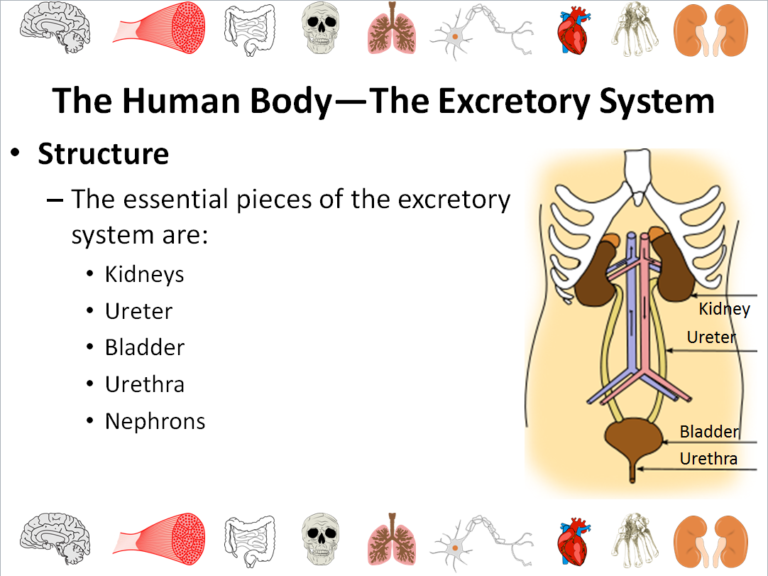 The Human Body—The Excretory System
• Structure
– The essential pieces of the excretory
system are:
• Kidneys
• Ureter
• Bladder
• Urethra
• Nephrons
Kidney
Ureter
Bladder
Urethra